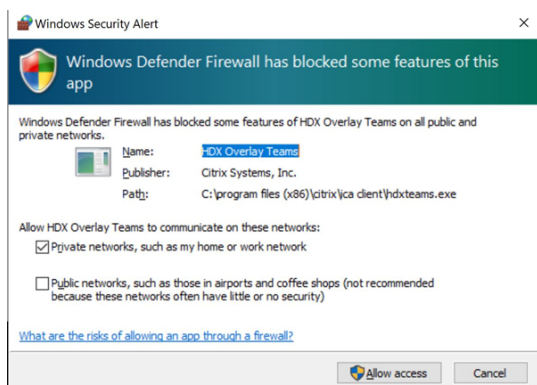 Windows Security Alert
Windows Defender Firewall has blocked some features of this
app
Windows Defender Firewall has blocked some features of HDX Overlay Teams on all public and
private networks.
Name: HDX Overlay Teams
Publisher: Citrix Systems, Inc.
Path: C:\program files (x86)\citrix\ica client\hdxteams.exe
Allow HDX Overlay Teams to communicate on these networks:
Private networks, such as my home or work network
Public networks, such as those in airports and coffee shops (not recommended
because these networks often have little or no security)
What are the risks of allowing an app through a firewall?
Allow access Cancel